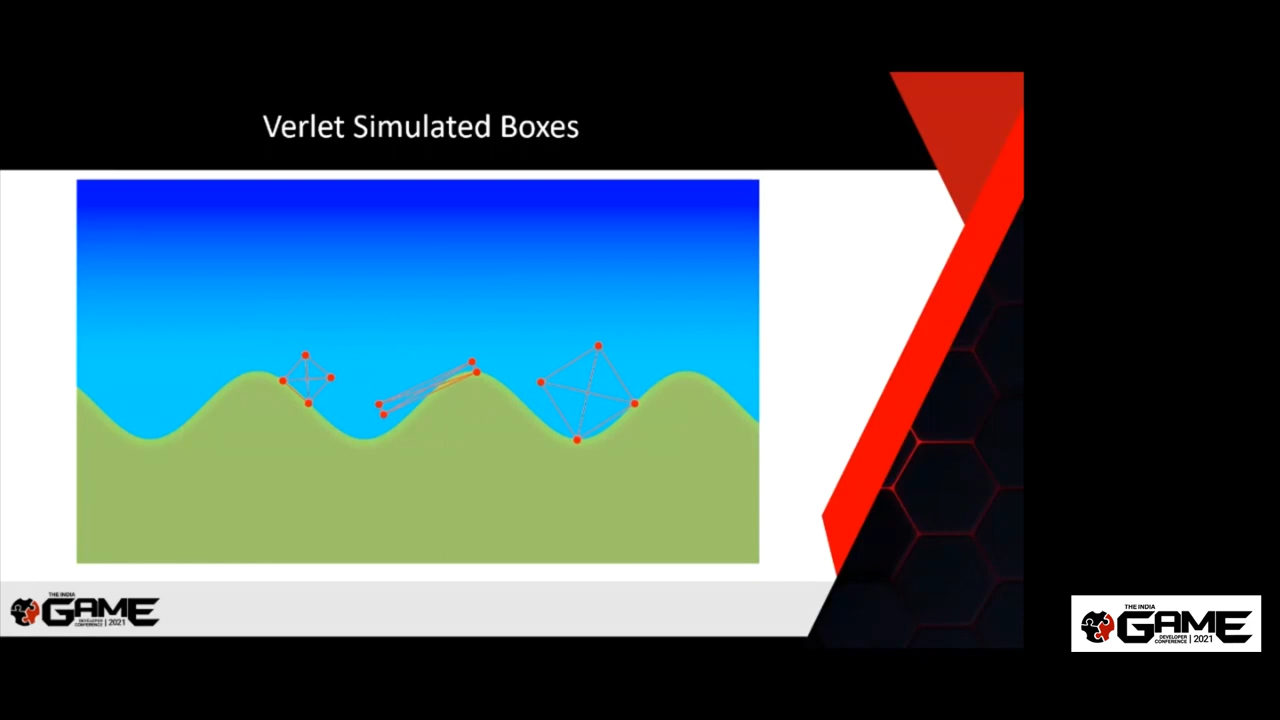 Verlet Simulated Boxes
THE INDIA
GAME
DEVELOPER
CONFERENCE | 2021
THE INDIA
GAME
DEVELOPER
CONFERENCE | 2021